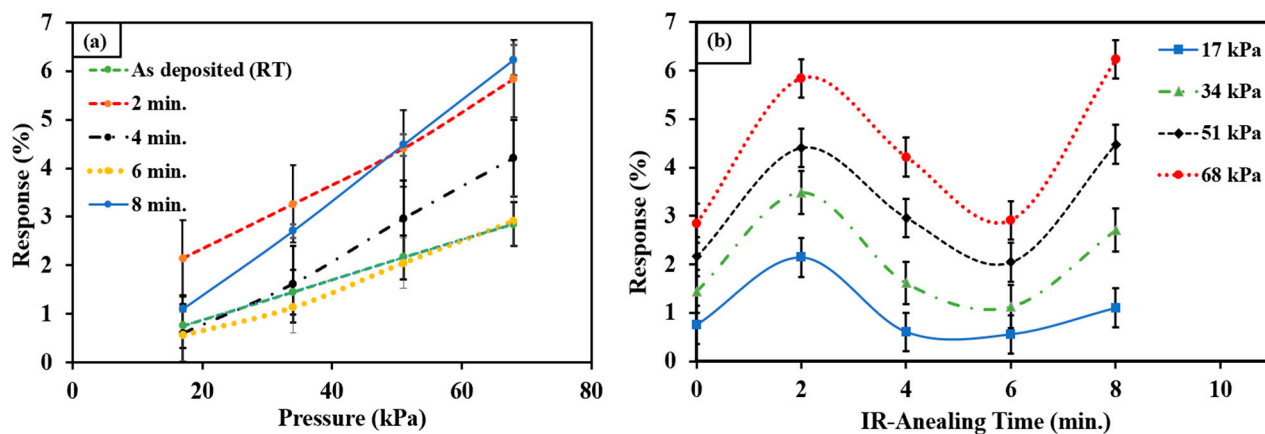 (a)
As deposited (RT)
2 min.
4 min.
6 min.
8 min.
Response (%)
7
6
5
4
3
2
1
0
0 20 40 60 80
Pressure (kPa)
(b)
17 kPa
34 kPa
51 kPa
68 kPa
Response (%)
7
6
5
4
3
2
1
0
0 2 4 6 8 10
IR-Anealing Time (min.)